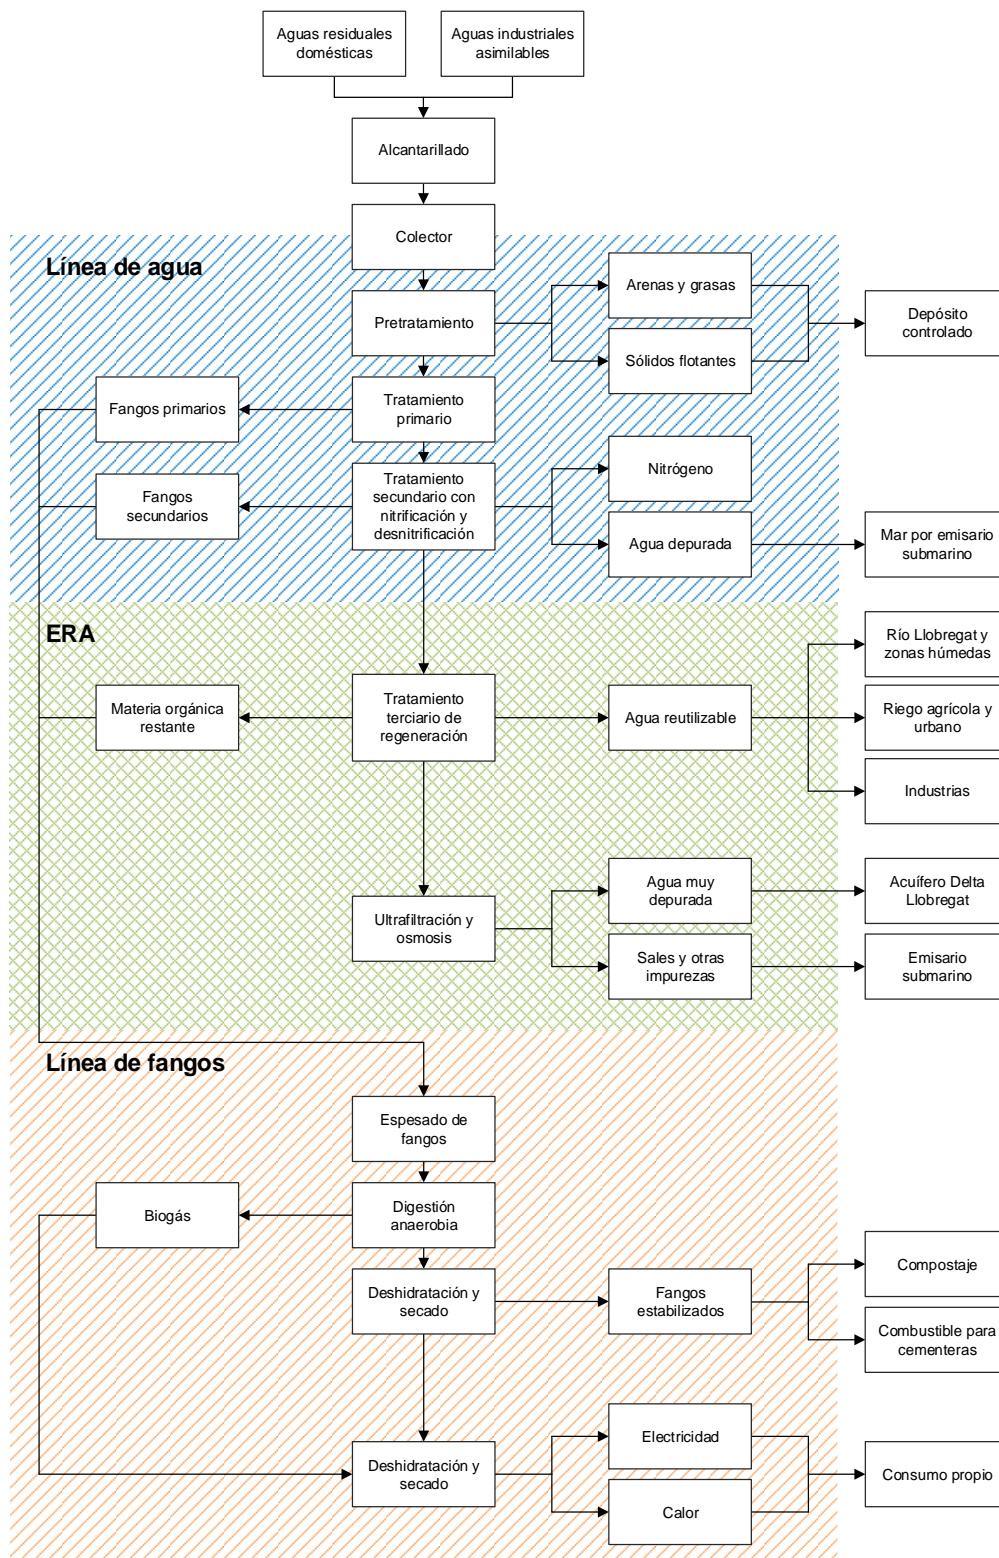 Aguas residuales
domésticas
Aguas industriales
asimilables
Alcantarillado
Colector
Línea de agua
Arenas y grasas
Pretratamiento
Depósito
controlado
Sólidos flotantes
Fangos primarios
Tratamiento
primario
Nitrógeno
Fangos
secundarios
Tratamiento
secundario con
nitrificación y
desnitrificación
Agua depurada
Mar por emisario
submarino
ERA
Río Llobregat y
zonas húmedas
Materia orgánica
restante
Tratamiento
terciario de
regeneración
Agua reutilizable
Riego agrícola y
urbano
Industrias
Agua muy
depurada
Acuífero Delta
Llobregat
Ultrafiltración y
osmosis
Sales y otras
impurezas
Emisario
submarino
Línea de fangos
Espesado de
fangos
Biogás
Digestión
anaerobia
Compostaje
Deshidratación y
secado
Fangos
estabilizados
Combustible para
cementeras
Electricidad
Deshidratación y
secado
Consumo propio
Calor